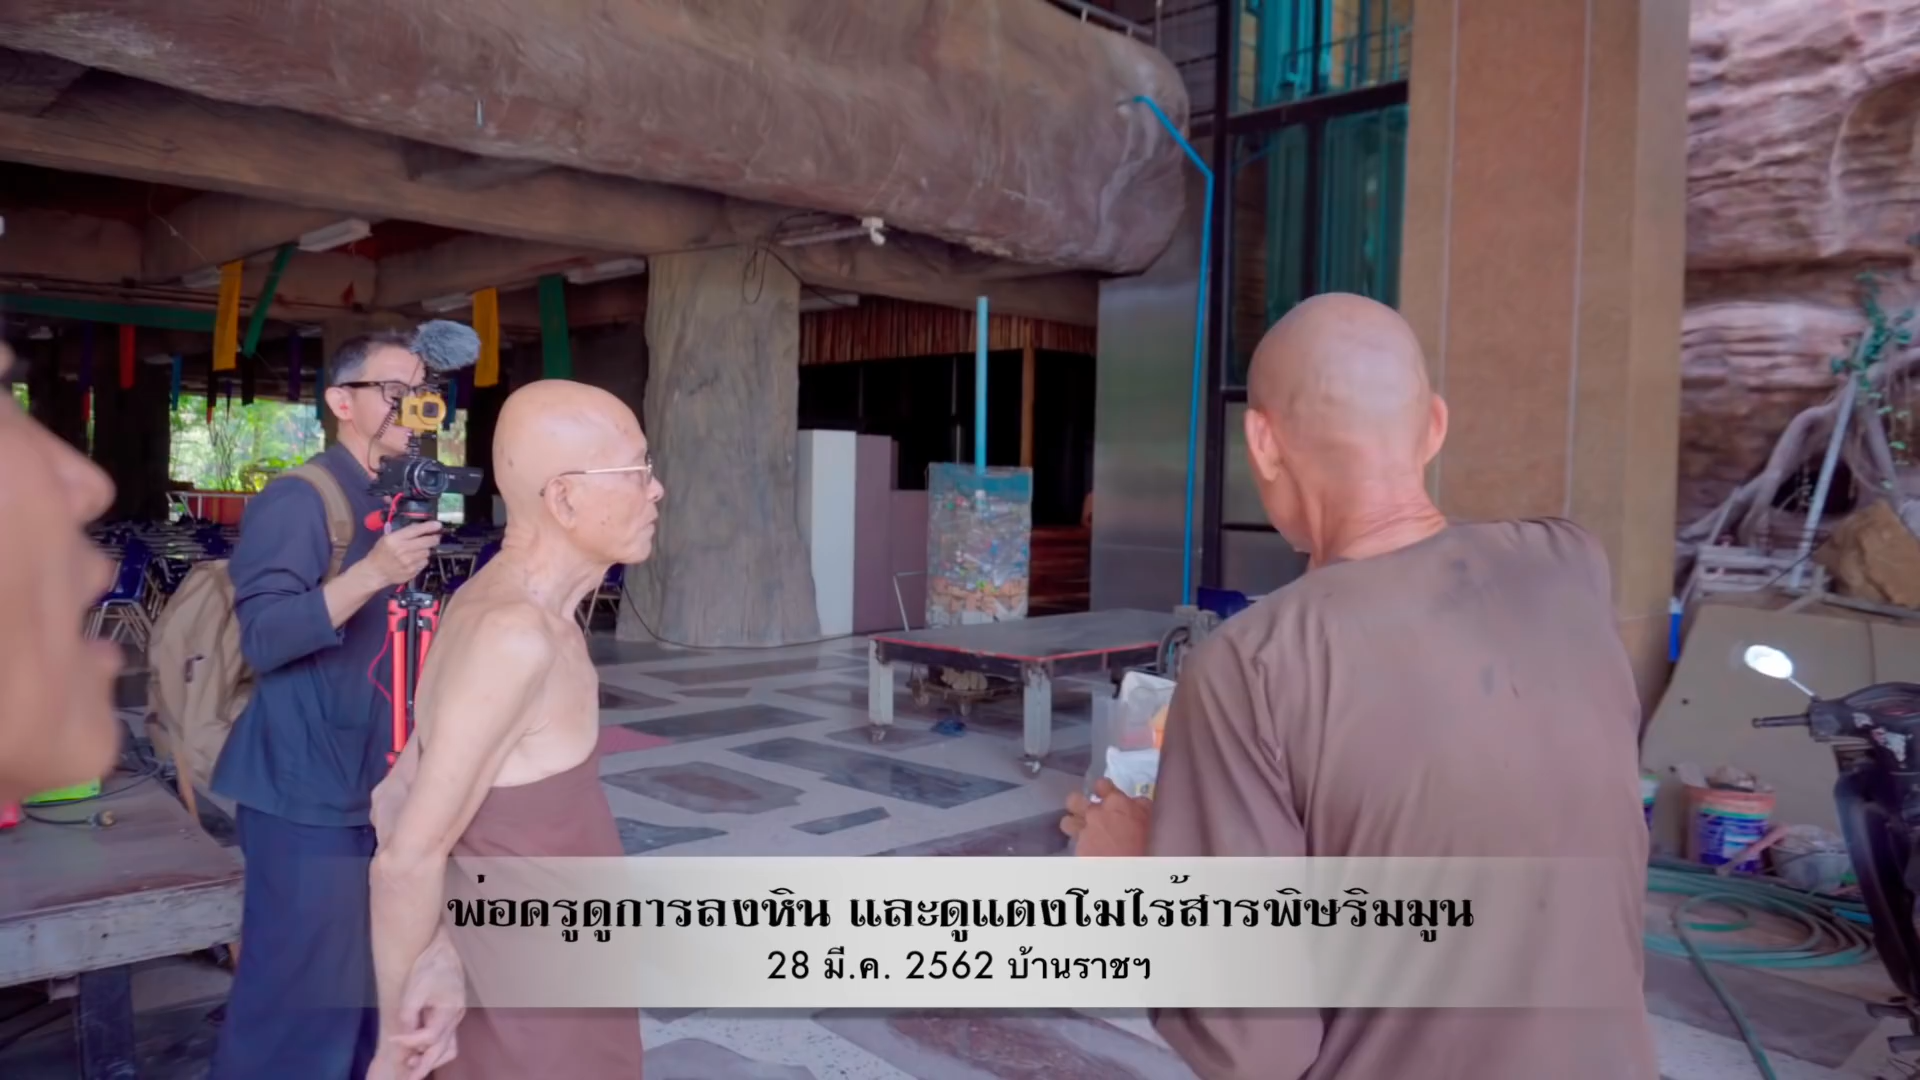 พ่อครูดูการลงหิน และดูแตงโมไร้สารพิษริมมูน
28 มี.ค. 2562 บ้านราชฯ